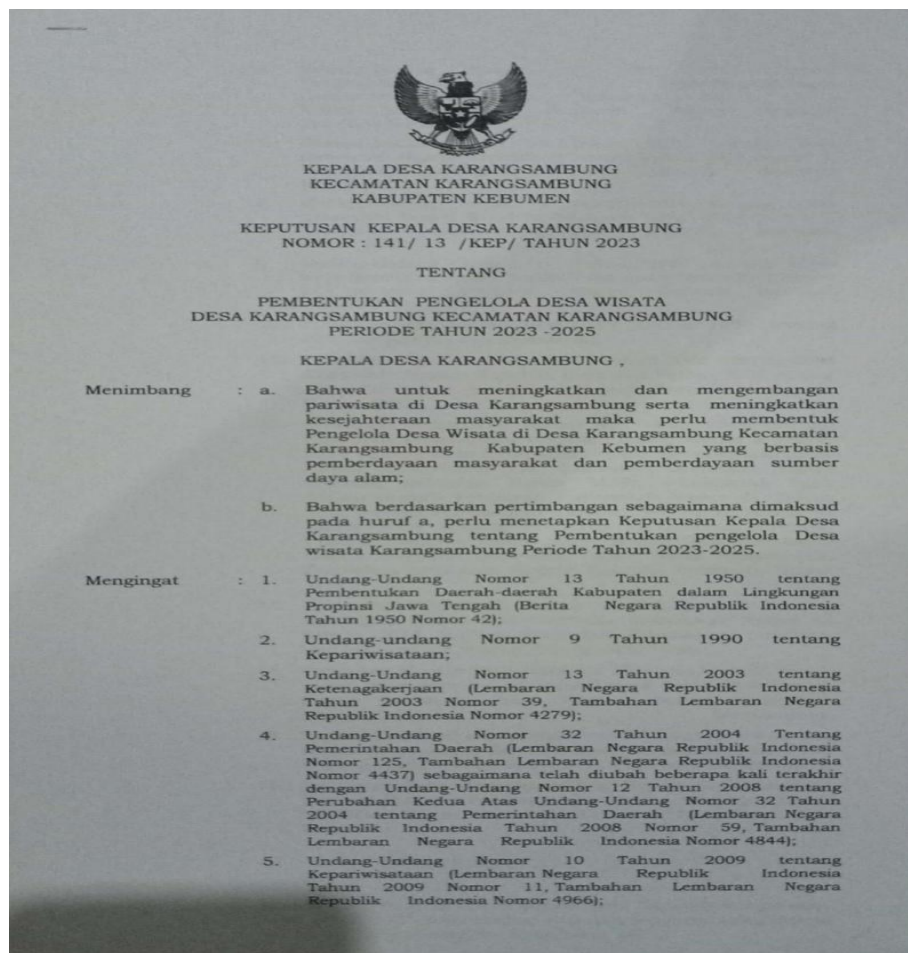 KEPALA DESA KARANGSAMBUNG
KECAMATAN KARANGSAMBUNG
KABUPATEN KEBUMEN
KEPUTUSAN KEPALA DESA KARANGSAMBUNG
NOMOR : 141/ 13 /KEP/ TAHUN 2023
TENTANG
PEMBENTUKAN PENGELOLA DESA WISATA
DESA KARANGSAMBUNG KECAMATAN KARANGSAMBUNG
PERIODE TAHUN 2023 -2025
KEPALA DESA KARANGSAMBUNG ,
Menimbang : a. Bahwa untuk meningkatkan dan mengembangan
pariwisata di Desa Karangsambung serta meningkatkan
kesejahteraan masyarakat maka perlu membentuk
Pengelola Desa Wisata di Desa Karangsambung Kecamatan
Karangsambung Kabupaten Kebumen yang berbasis
pemberdayaan masyarakat dan pemberdayaan sumber
daya alam;
b. Bahwa berdasarkan pertimbangan sebagaimana dimaksud
pada huruf a, perlu menetapkan Keputusan Kepala Desa
Karangsambung tentang Pembentukan pengelola Desa
wisata Karangsambung Periode Tahun 2023-2025.
Mengingat : 1. Undang-Undang Nomor 13 Tahun 1950 tentang
Pembentukan Daerah-daerah Kabupaten dalam Lingkungan
Propinsi Jawa Tengah (Berita Negara Republik Indonesia
Tahun 1950 Nomor 42);
2. Undang-undang Nomor 9 Tahun 1990 tentang
Kepariwisataan;
3. Undang-Undang Nomor 13 Tahun 2003 tentang
Ketenagakerjaan (Lembaran Negara Republik Indonesia
Tahun 2003 Nomor 39, Tambahan Lembaran Negara
Republik Indonesia Nomor 4279);
4. Undang-Undang Nomor 32 Tahun 2004 Tentang
Pemerintahan Daerah (Lembaran Negara Republik Indonesia
Nomor 125, Tambahan Lembaran Negara Republik Indonesia
Nomor 4437) sebagaimana telah diubah beberapa kali terakhir
dengan Undang-Undang Nomor 12 Tahun 2008 tentang
Perubahan Kedua Atas Undang-Undang Nomor 32 Tahun
2004 tentang Pemerintahan Daerah (Lembaran Negara
Republik Indonesia Tahun 2008 Nomor 59, Tambahan
Lembaran Negara Republik Indonesia Nomor 4844);
5. Undang-Undang Nomor 10 Tahun 2009 tentang
Kepariwisataan (Lembaran Negara Republik Indonesia
Tahun 2009 Nomor 11, Tambahan Lembaran Negara
Republik Indonesia Nomor 4966);